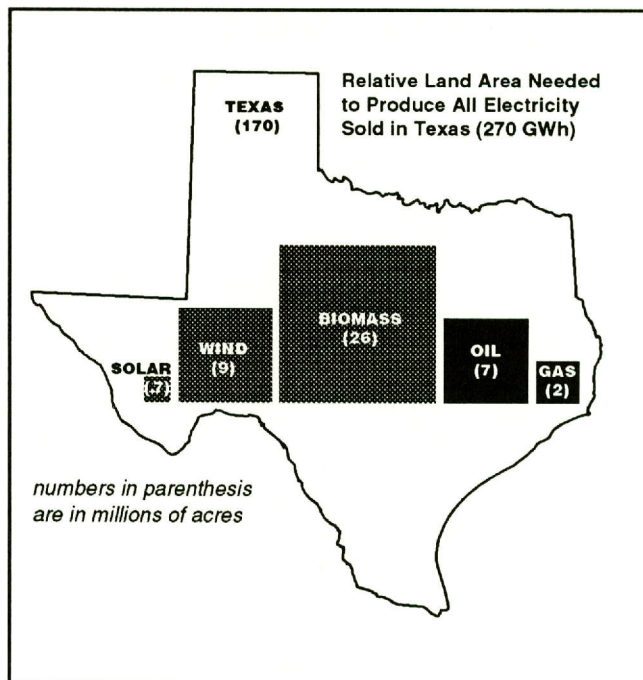 Relative Land Area Needed
to Produce All Electricity
Sold in Texas (270 GWh)
TEXAS
(170)
SOLAR
(.7)
WIND
(9)
BIOMASS
(26)
OIL
(7)
GAS
(2)
numbers in parenthesis
are in millions of acres